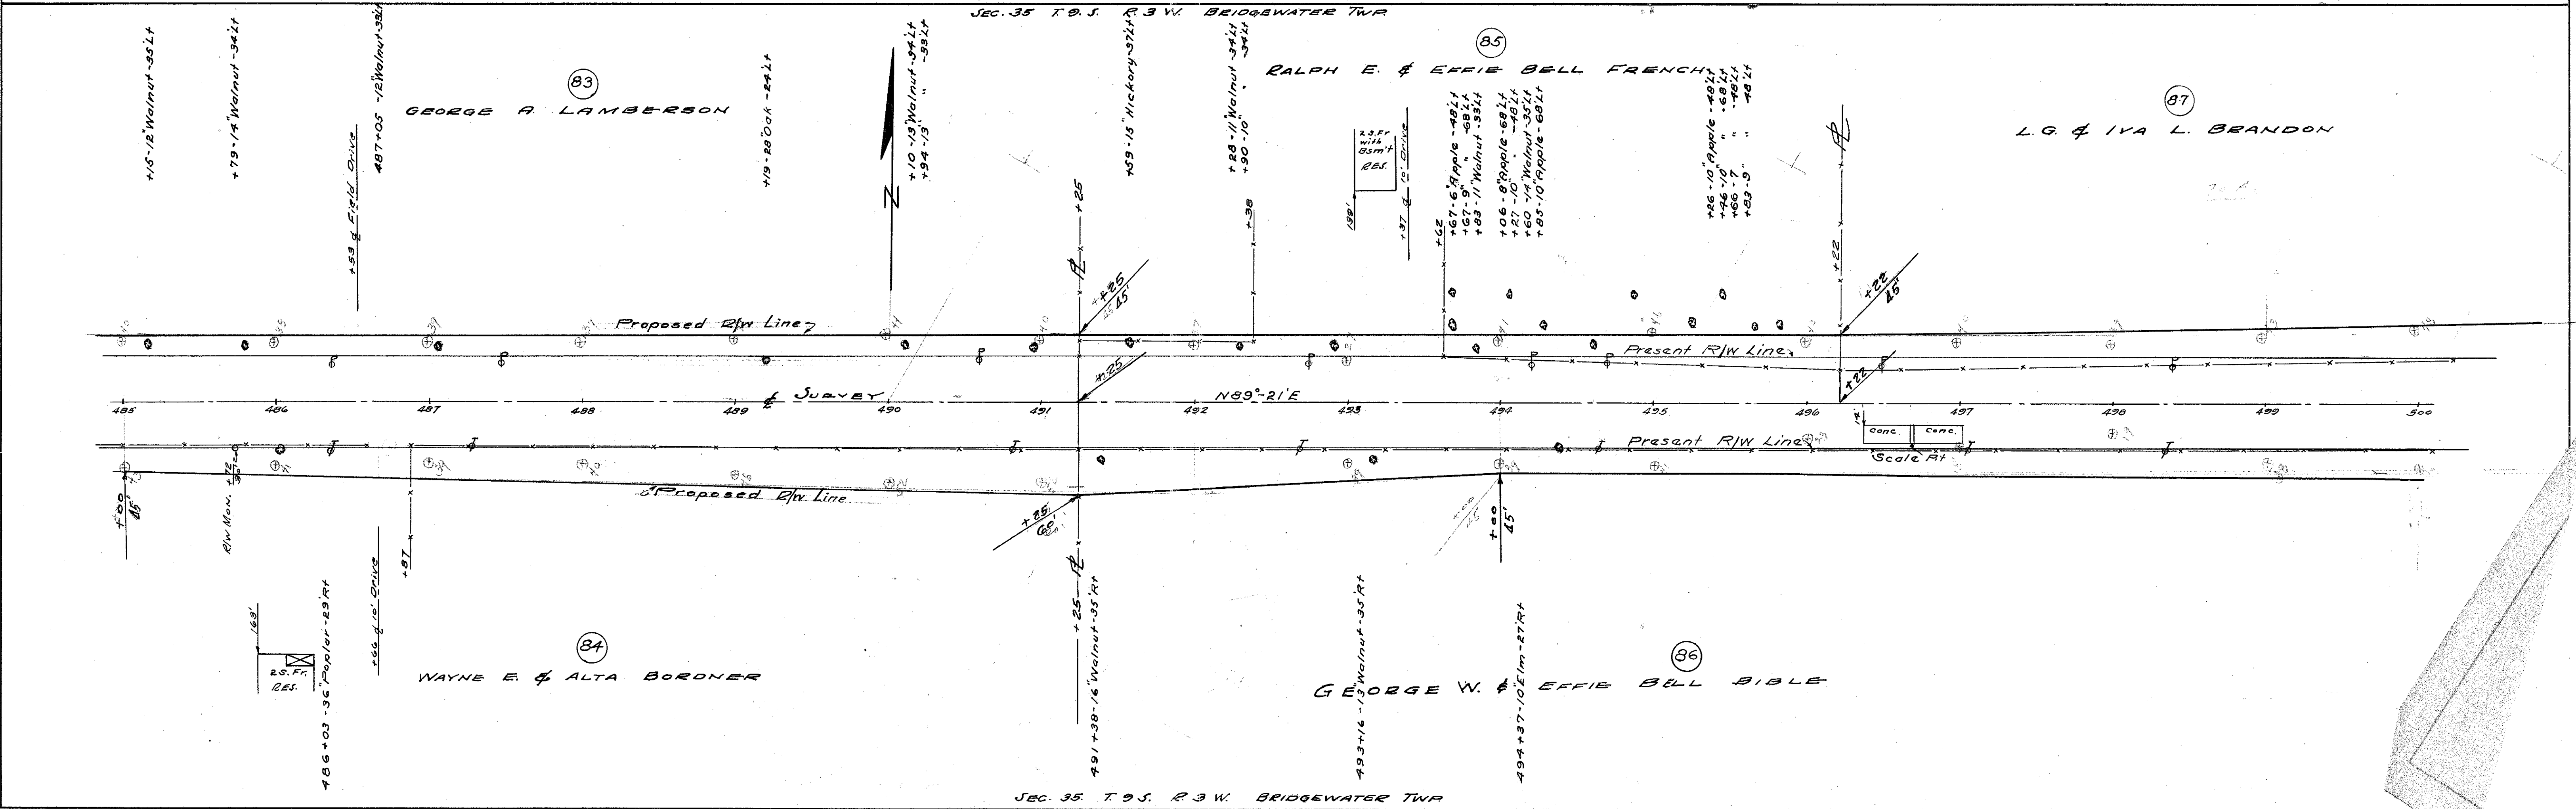 SEC. 35 T. 9. S. R. 3 W. BRIDGEWATER TWP.
+15-12"Walnut-35'Lt
+79-14"Walnut-34'Lt
+53 ℄ Field Drive
487+05 -12"Walnut-33'Lt
83
GEORGE A. LAMBERSON
+19-28"Oak-24'Lt
+10-13"Walnut-34'Lt
+94-13" " -33'Lt
N
+59-15"Hickory-37'Lt
+28-11"Walnut-34'Lt
+90-10" " -34'Lt
85
RALPH E. & EFFIE BELL FRENCH
2 S. Fr
with
Bsm't
RES.
139'
+37 ℄ 10' Drive
+62
+67-6"Apple-48'Lt
+67-9" " -68'Lt
+83-11"Walnut-33'Lt
+06-8"Apple-68'Lt
+27-10" " -48'Lt
+60-14"Walnut-35'Lt
+85-10"Apple-68'Lt
+26-10"Apple-48'Lt
+46-10" " -68'Lt
+66-7 " " -48'Lt
+83-9" " 48'Lt
87
L.G. & IVA L. BRANDON
+25
+38
+22
℄
+25
45'
+22
45'
Proposed R/W Line
Present R/W Line
+25
+22
℄ SURVEY
N89°-21'E
485 486 487 488 489 490 491 492 493 494 495 496 497 498 499 500
Present R/W Line
Conc. Conc.
Scale Pt
Proposed R/W Line
+00
45'
R/W Mon. +72
+87
+66 ℄ 10' Drive
+25
60'
+00
45'
+25
163'
2 S. Fr.
RES.
486+03-36"Poplar-29'Rt
84
WAYNE E. & ALTA BORDNER
491+38-16"Walnut-35'Rt
493+16-13"Walnut-35'Rt
494+37-10"Elm-27'Rt
86
GEORGE W. & EFFIE BELL BIBLE
SEC. 35. T. 9 S. R. 3 W. BRIDGEWATER TWP.